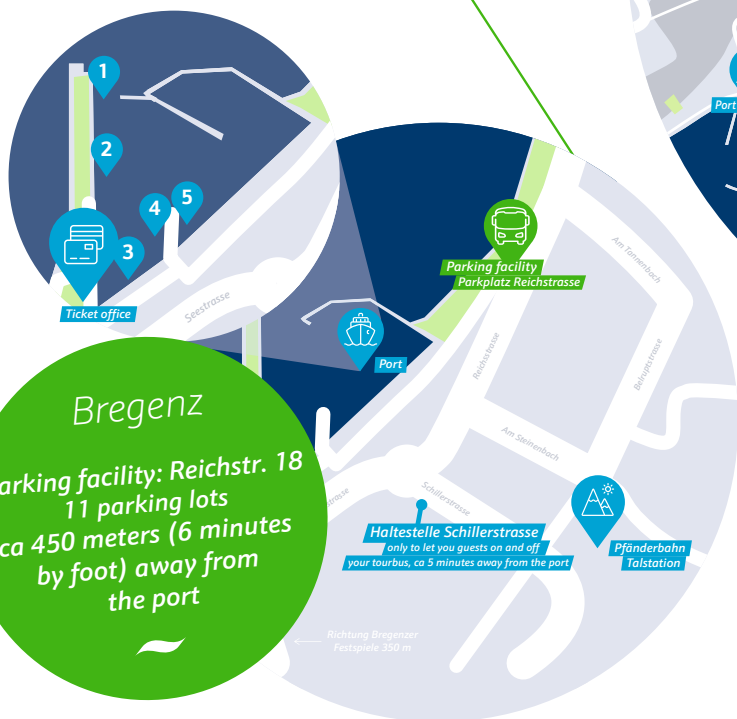 1
2
3
4
5
Ticket office
Seestrasse
Port
Parking facility
Parkplatz Reichstrasse
Am Tannenbach
Reichsstrasse
Belruptstrasse
Port
Am Steinenbach
Schillerstrasse
Bregenz
arking facility: Reichstr. 18
11 parking lots
ca 450 meters (6 minutes
by foot) away from
the port
strasse
Haltestelle Schillerstrasse
only to let you guests on and off
your tourbus, ca 5 minutes away from the port
Pfänderbahn
Talstation
Richtung Bregenzer
Festspiele 350 m